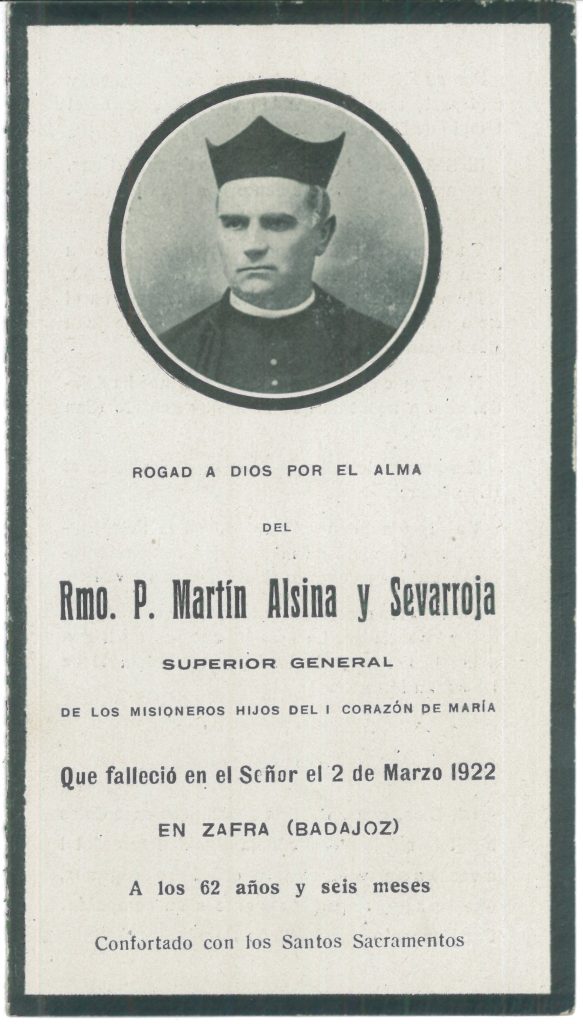 ROGAD A DIOS POR EL ALMA
DEL
Rmo. P. Martín Alsina y Sevarroja
SUPERIOR GENERAL
DE LOS MISIONEROS HIJOS DEL I CORAZÓN DE MARÍA
Que falleció en el Señor el 2 de Marzo 1922
EN ZAFRA (BADAJOZ)
A los 62 años y seis meses
Confortado con los Santos Sacramentos